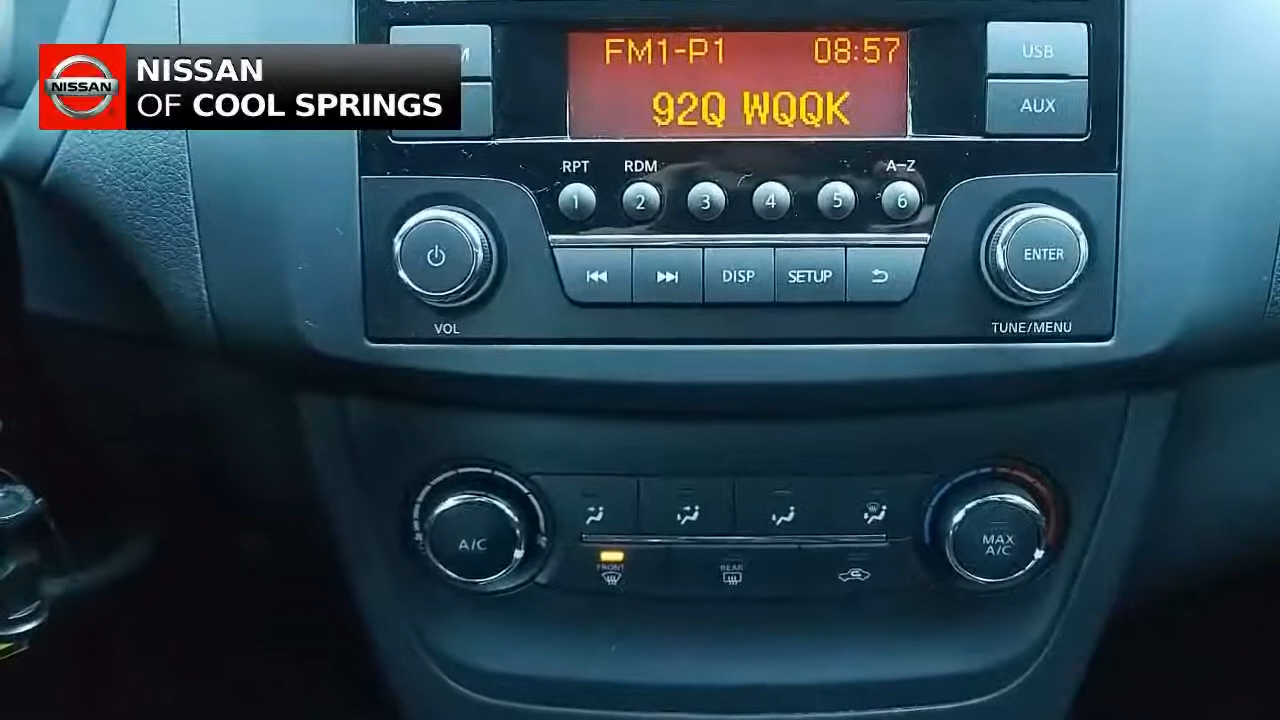 NISSAN
NISSAN
OF COOL SPRINGS
FM1-P1 08:57
92Q WQQK
USB
AUX
RPT RDM A-Z
1 2 3 4 5 6
DISP SETUP
ENTER
VOL
TUNE/MENU
A/C
MAX
A/C
FRONT REAR